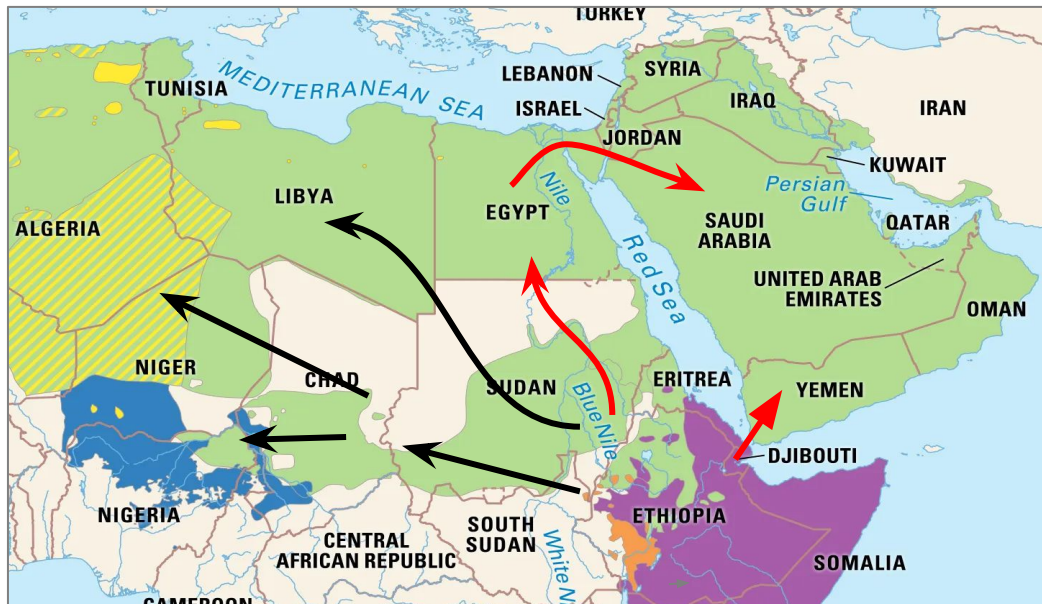 TURKEY
MEDITERRANEAN SEA
TUNISIA
LEBANON
SYRIA
ISRAEL
IRAQ
IRAN
JORDAN
KUWAIT
Persian
Gulf
LIBYA
EGYPT
Nile
ALGERIA
SAUDI
ARABIA
QATAR
Red Sea
UNITED ARAB
EMIRATES
OMAN
NIGER
CHAD
SUDAN
Blue Nile
ERITREA
YEMEN
DJIBOUTI
NIGERIA
SOUTH
SUDAN
ETHIOPIA
CENTRAL
AFRICAN REPUBLIC
White N
SOMALIA
CAMEROON